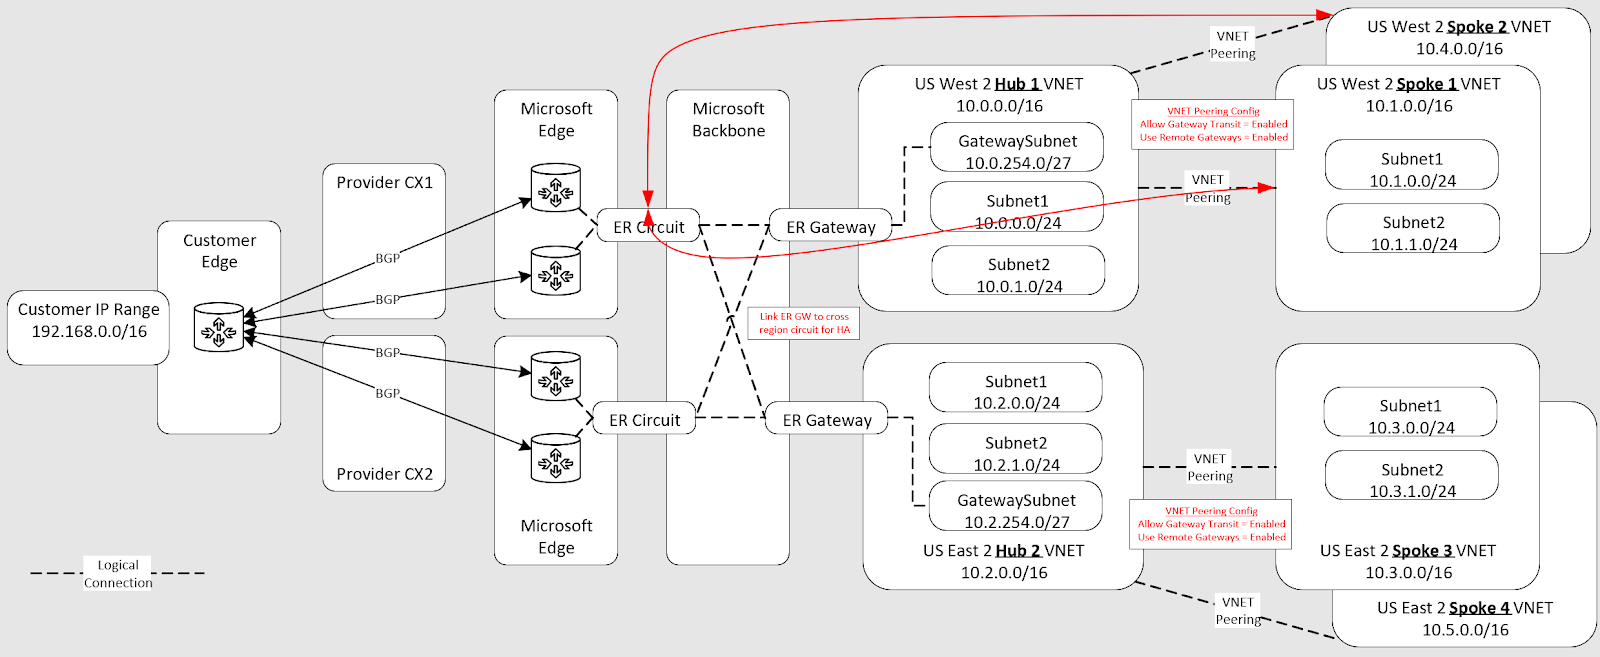 Customer IP Range
192.168.0.0/16
Customer
Edge
Provider CX1
Provider CX2
BGP
BGP
BGP
BGP
Microsoft
Edge
Microsoft
Edge
ER Circuit
ER Circuit
Microsoft
Backbone
Link ER GW to cross
region circuit for HA
ER Gateway
ER Gateway
US West 2 Hub 1 VNET
10.0.0.0/16
GatewaySubnet
10.0.254.0/27
Subnet1
10.0.0.0/24
Subnet2
10.0.1.0/24
VNET
Peering
VNET Peering Config
Allow Gateway Transit = Enabled
Use Remote Gateways = Enabled
VNET
Peering
US West 2 Spoke 2 VNET
10.4.0.0/16
US West 2 Spoke 1 VNET
10.1.0.0/16
Subnet1
10.1.0.0/24
Subnet2
10.1.1.0/24
Subnet1
10.2.0.0/24
Subnet2
10.2.1.0/24
GatewaySubnet
10.2.254.0/27
US East 2 Hub 2 VNET
10.2.0.0/16
VNET
Peering
VNET Peering Config
Allow Gateway Transit = Enabled
Use Remote Gateways = Enabled
VNET
Peering
Subnet1
10.3.0.0/24
Subnet2
10.3.1.0/24
US East 2 Spoke 3 VNET
10.3.0.0/16
US East 2 Spoke 4 VNET
10.5.0.0/16
Logical
Connection